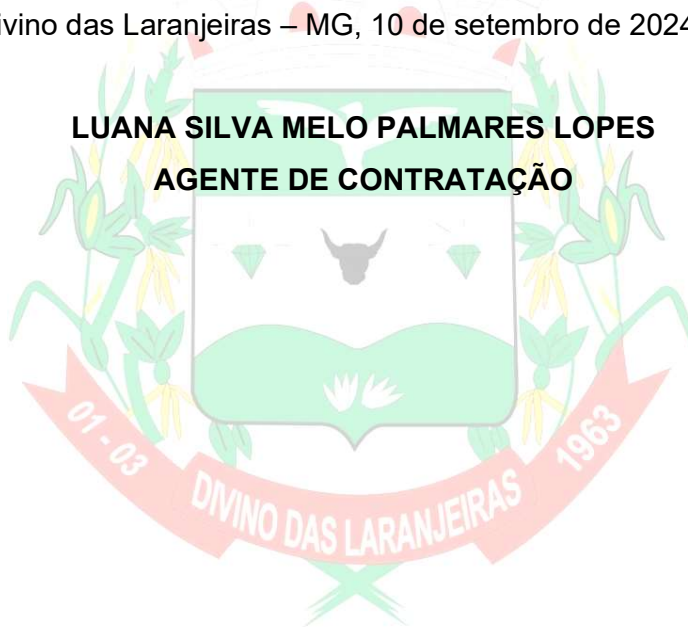 ivino das Laranjeiras – MG, 10 de setembro de 2024
LUANA SILVA MELO PALMARES LOPES
AGENTE DE CONTRATAÇÃO
01 - 03
DIVINO DAS LARANJEIRAS
1963